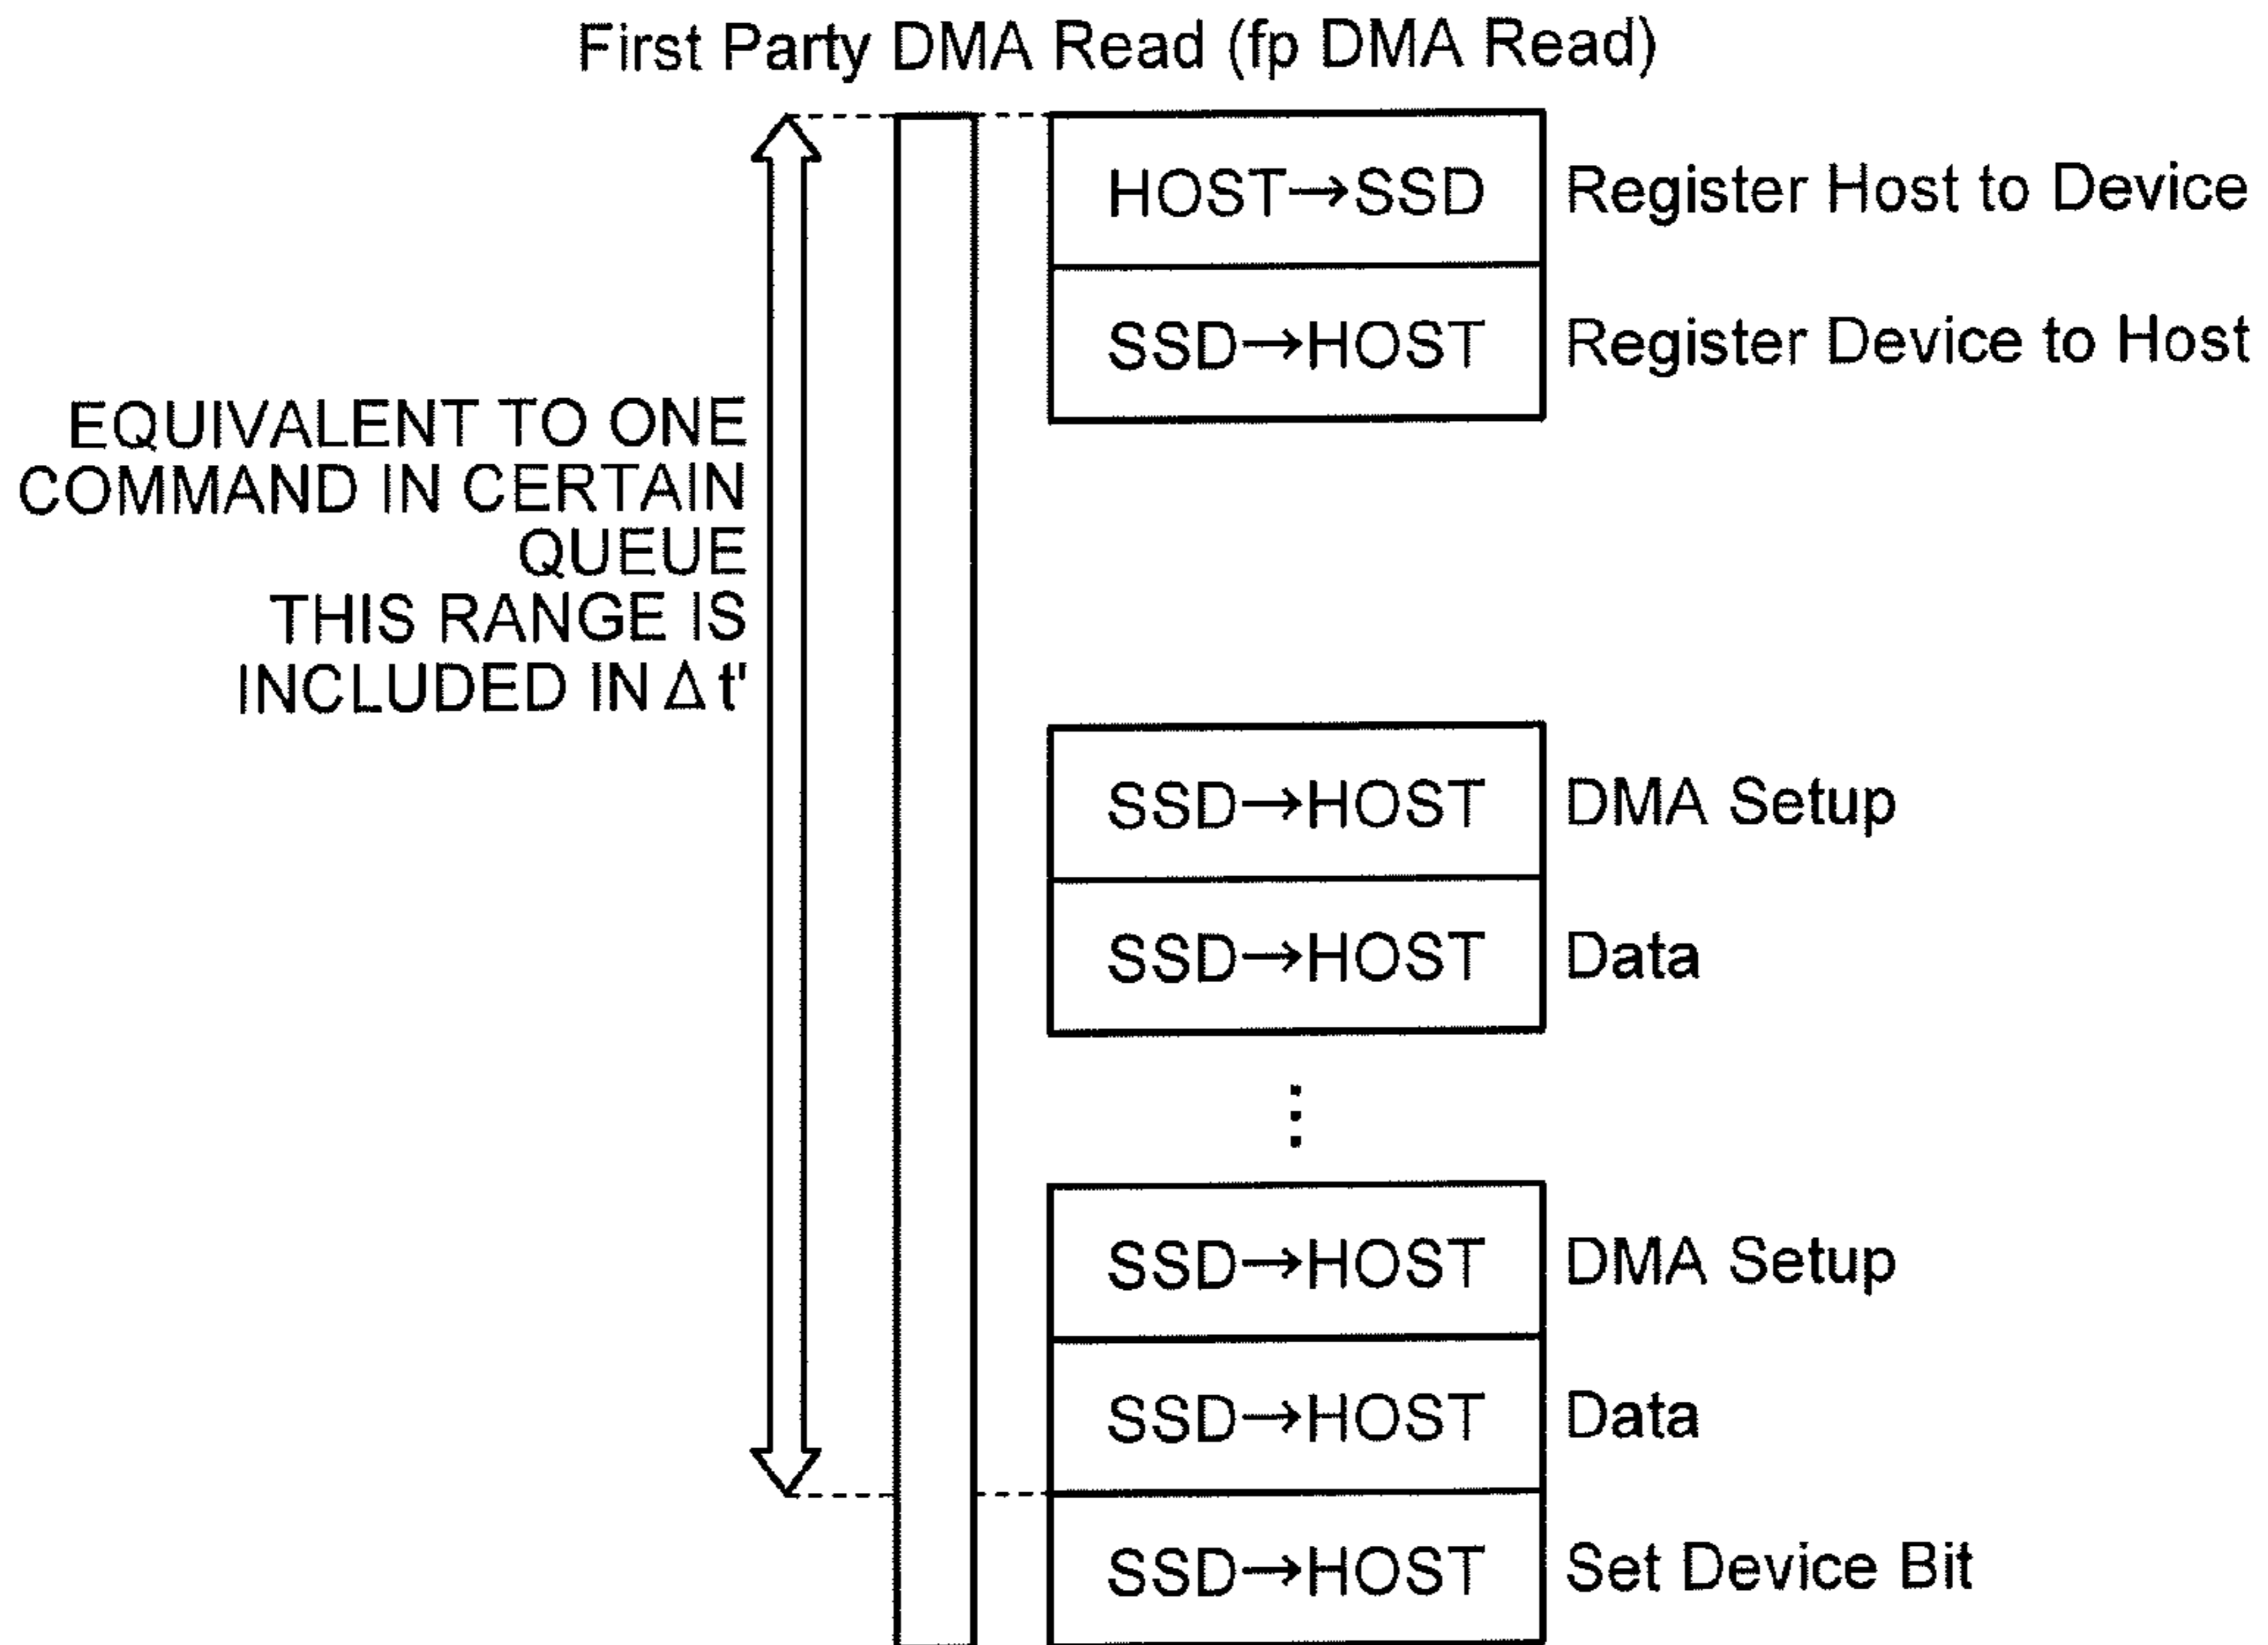 First Party DMA Read (fp DMA Read)
HOST→SSD Register Host to Device
SSD→HOST Register Device to Host
EQUIVALENT TO ONE
COMMAND IN CERTAIN
QUEUE
THIS RANGE IS
INCLUDED IN Δt'
SSD→HOST DMA Setup
SSD→HOST Data
⋮
SSD→HOST DMA Setup
SSD→HOST Data
SSD→HOST Set Device Bit